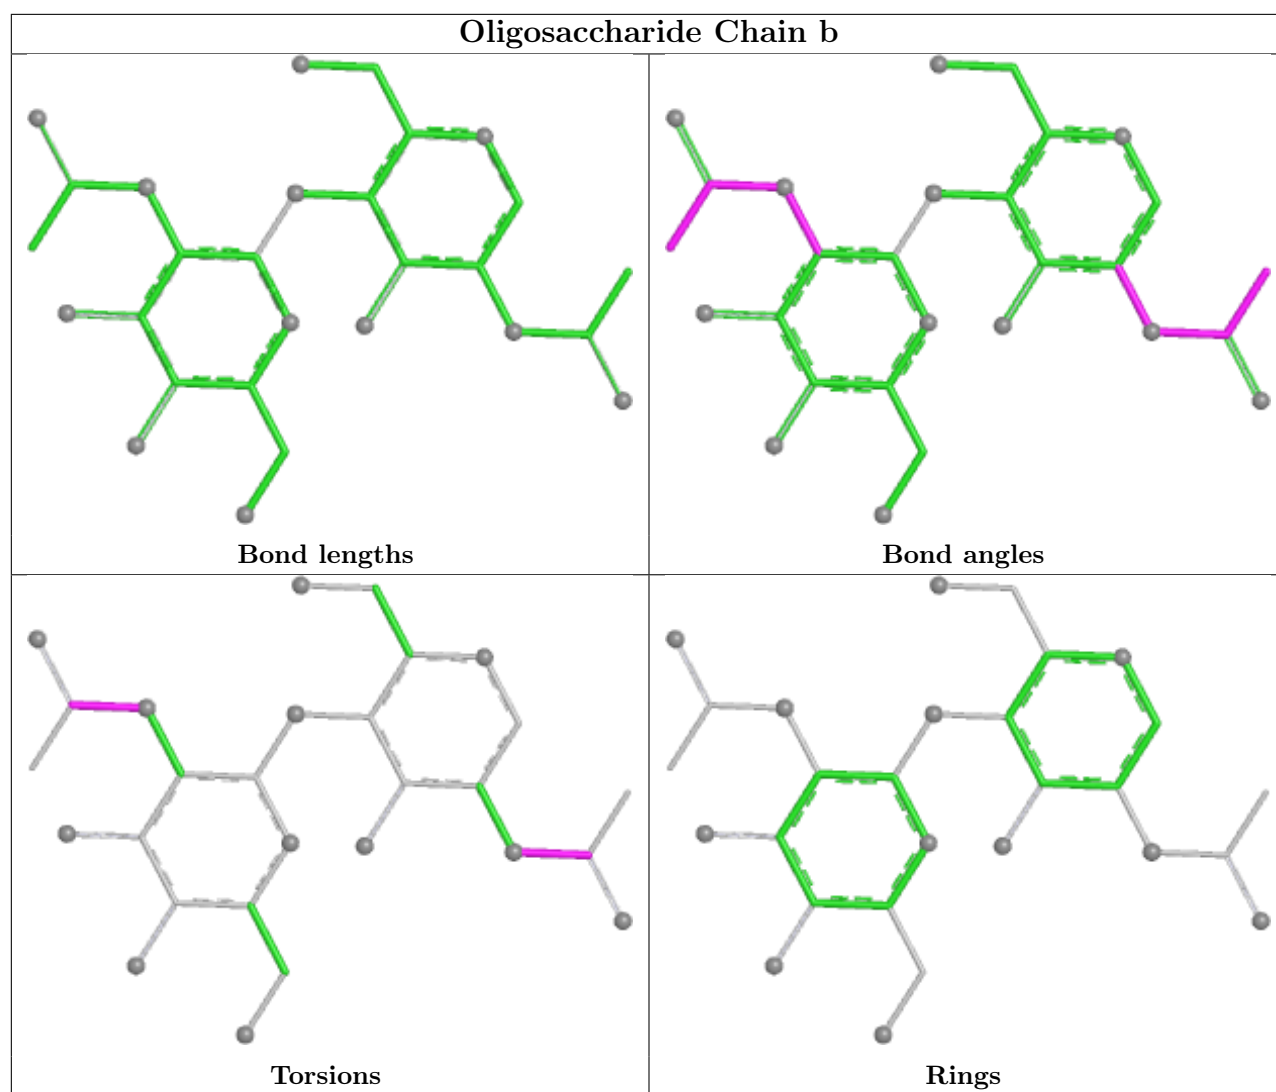 Oligosaccharide Chain b
Bond lengths
Bond angles
Torsions
Rings